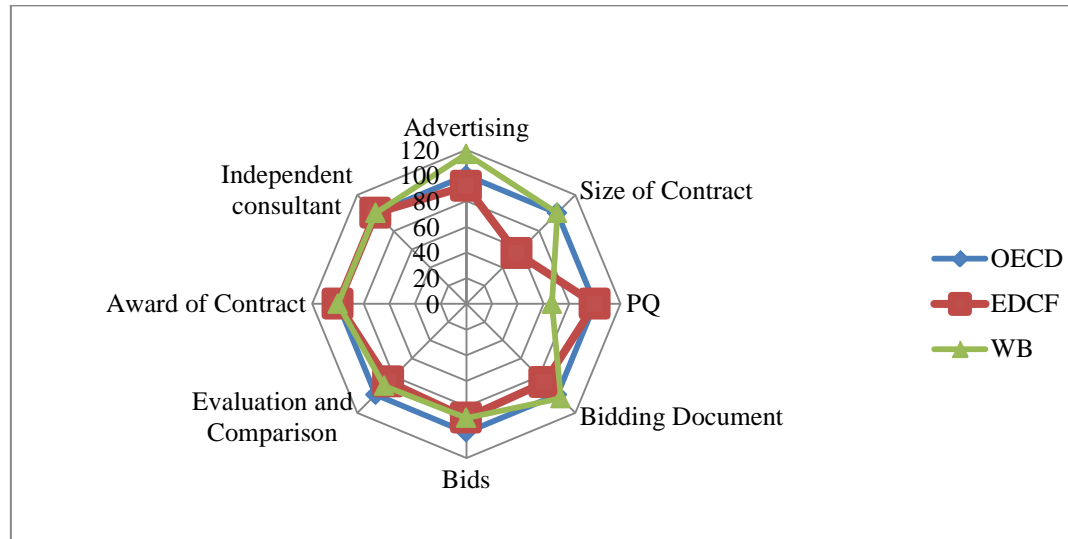 Advertising
120
100
80
60
40
20
0
Independent
consultant
Size of Contract
Award of Contract
PQ
Evaluation and
Comparison
Bidding Document
Bids
OECD
EDCF
WB